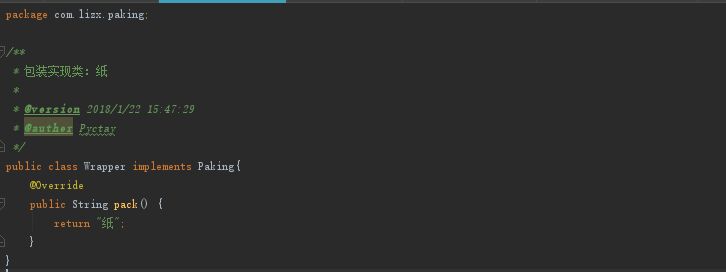 package com.lizx.paking;
/**
* 包装实现类：纸
*
* @version 2018/1/22 15:47:29
* @auther Pyctay
*/
public class Wrapper implements Paking{
@Override
public String pack() {
return "纸";
}
}